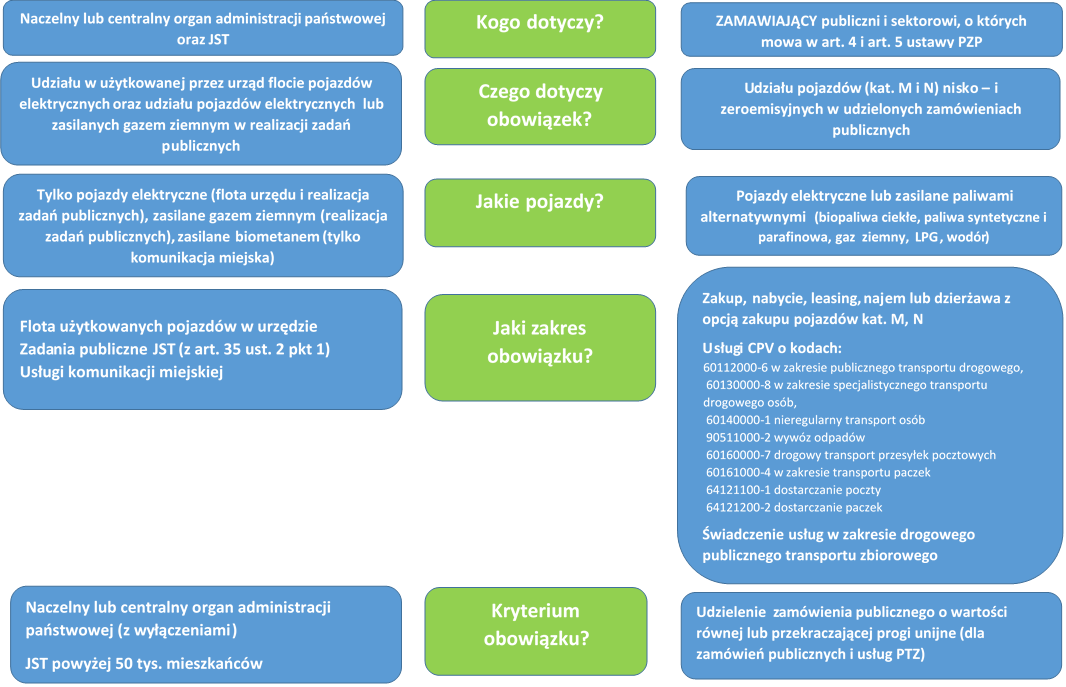 Naczelny lub centralny organ administracji państwowej
oraz JST
Kogo dotyczy?
ZAMAWIAJĄCY publiczni i sektorowi, o których
mowa w art. 4 i art. 5 ustawy PZP
Udziału w użytkowanej przez urząd flocie pojazdów
elektrycznych oraz udziału pojazdów elektrycznych lub
zasilanych gazem ziemnym w realizacji zadań
publicznych
Czego dotyczy
obowiązek?
Udziału pojazdów (kat. M i N) nisko – i
zeroemisyjnych w udzielonych zamówieniach
publicznych
Tylko pojazdy elektryczne (flota urzędu i realizacja
zadań publicznych), zasilane gazem ziemnym (realizacja
zadań publicznych), zasilane biometanem (tylko
komunikacja miejska)
Jakie pojazdy?
Pojazdy elektryczne lub zasilane paliwami
alternatywnymi (biopaliwa ciekłe, paliwa syntetyczne i
parafinowa, gaz ziemny, LPG, wodór)
Flota użytkowanych pojazdów w urzędzie
Zadania publiczne JST (z art. 35 ust. 2 pkt 1)
Usługi komunikacji miejskiej
Jaki zakres
obowiązku?
Zakup, nabycie, leasing, najem lub dzierżawa z
opcją zakupu pojazdów kat. M, N
Usługi CPV o kodach:
60112000-6 w zakresie publicznego transportu drogowego,
60130000-8 w zakresie specjalistycznego transportu
drogowego osób,
60140000-1 nieregularny transport osób
90511000-2 wywóz odpadów
60160000-7 drogowy transport przesyłek pocztowych
60161000-4 w zakresie transportu paczek
64121100-1 dostarczanie poczty
64121200-2 dostarczanie paczek
Świadczenie usług w zakresie drogowego
publicznego transportu zbiorowego
Naczelny lub centralny organ administracji
państwowej (z wyłączeniami)
JST powyżej 50 tys. mieszkańców
Kryterium
obowiązku?
Udzielenie zamówienia publicznego o wartości
równej lub przekraczającej progi unijne (dla
zamówień publicznych i usług PTZ)